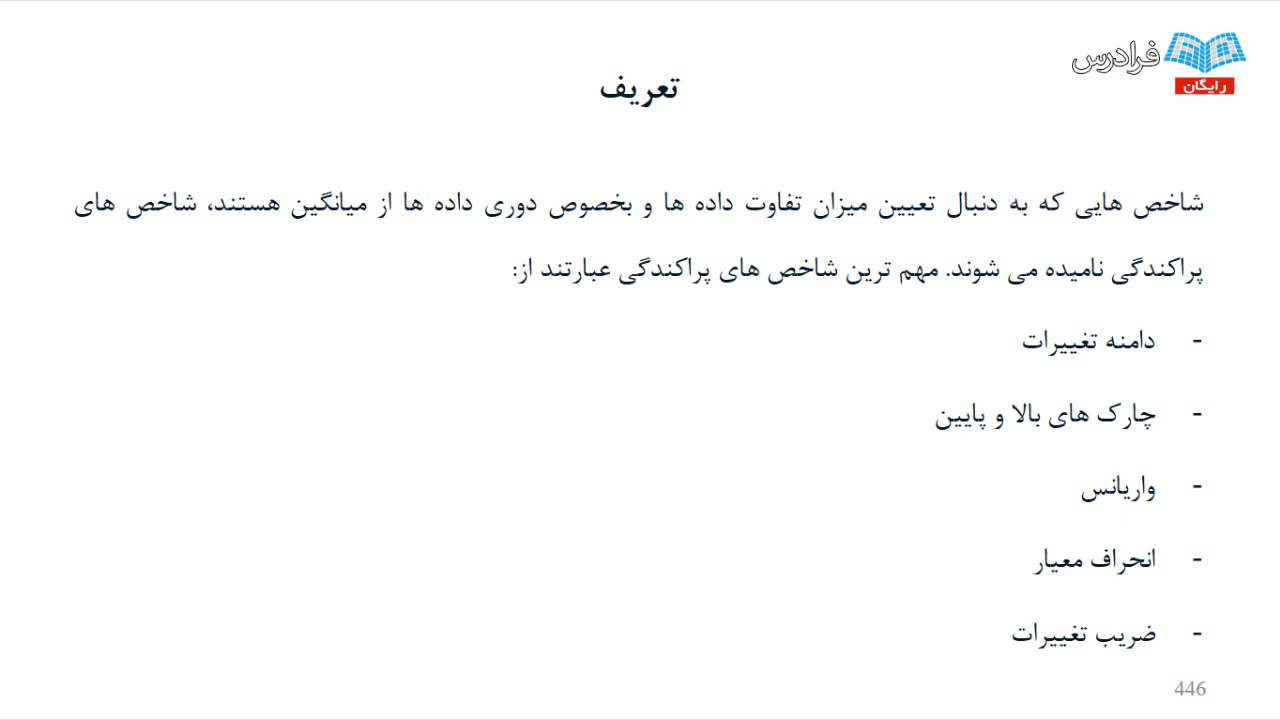 فرادرس
رایگان
تعریف
شاخص هایی که به دنبال تعیین میزان تفاوت داده ها و بخصوص دوری داده ها از میانگین هستند، شاخص های
پراکندگی نامیده می شوند. مهم ترین شاخص های پراکندگی عبارتند از:
- دامنه تغییرات
- چارک های بالا و پایین
- واریانس
- انحراف معیار
- ضریب تغییرات
446